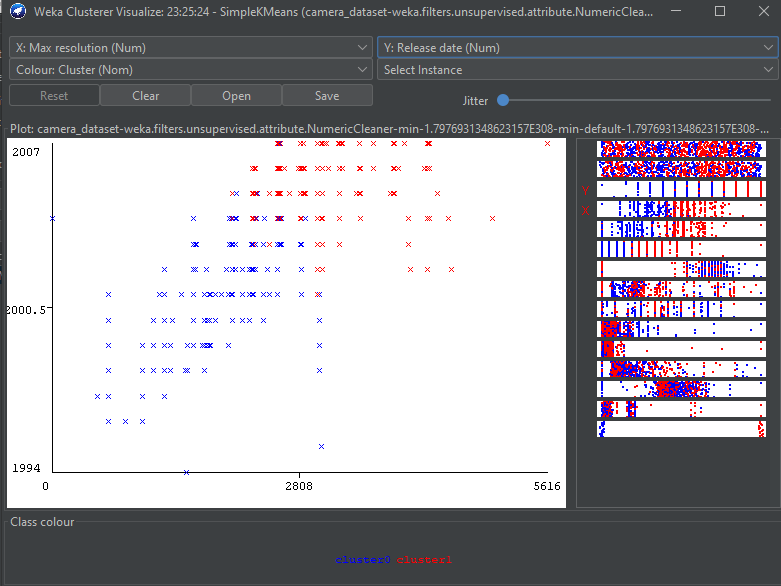 Weka Clusterer Visualize: 23:25:24 - SimpleKMeans (camera_dataset-weka.filters.unsupervised.attribute.NumericClea...
X: Max resolution (Num)
Y: Release date (Num)
Colour: Cluster (Nom)
Select Instance
Reset
Clear
Open
Save
Jitter
Plot: camera_dataset-weka.filters.unsupervised.attribute.NumericCleaner-min-1.7976931348623157E308-min-default-1.7976931348623157E308-...
2007
2000.5
1994
0
2808
5616
Y
X
Class colour
cluster0 cluster1